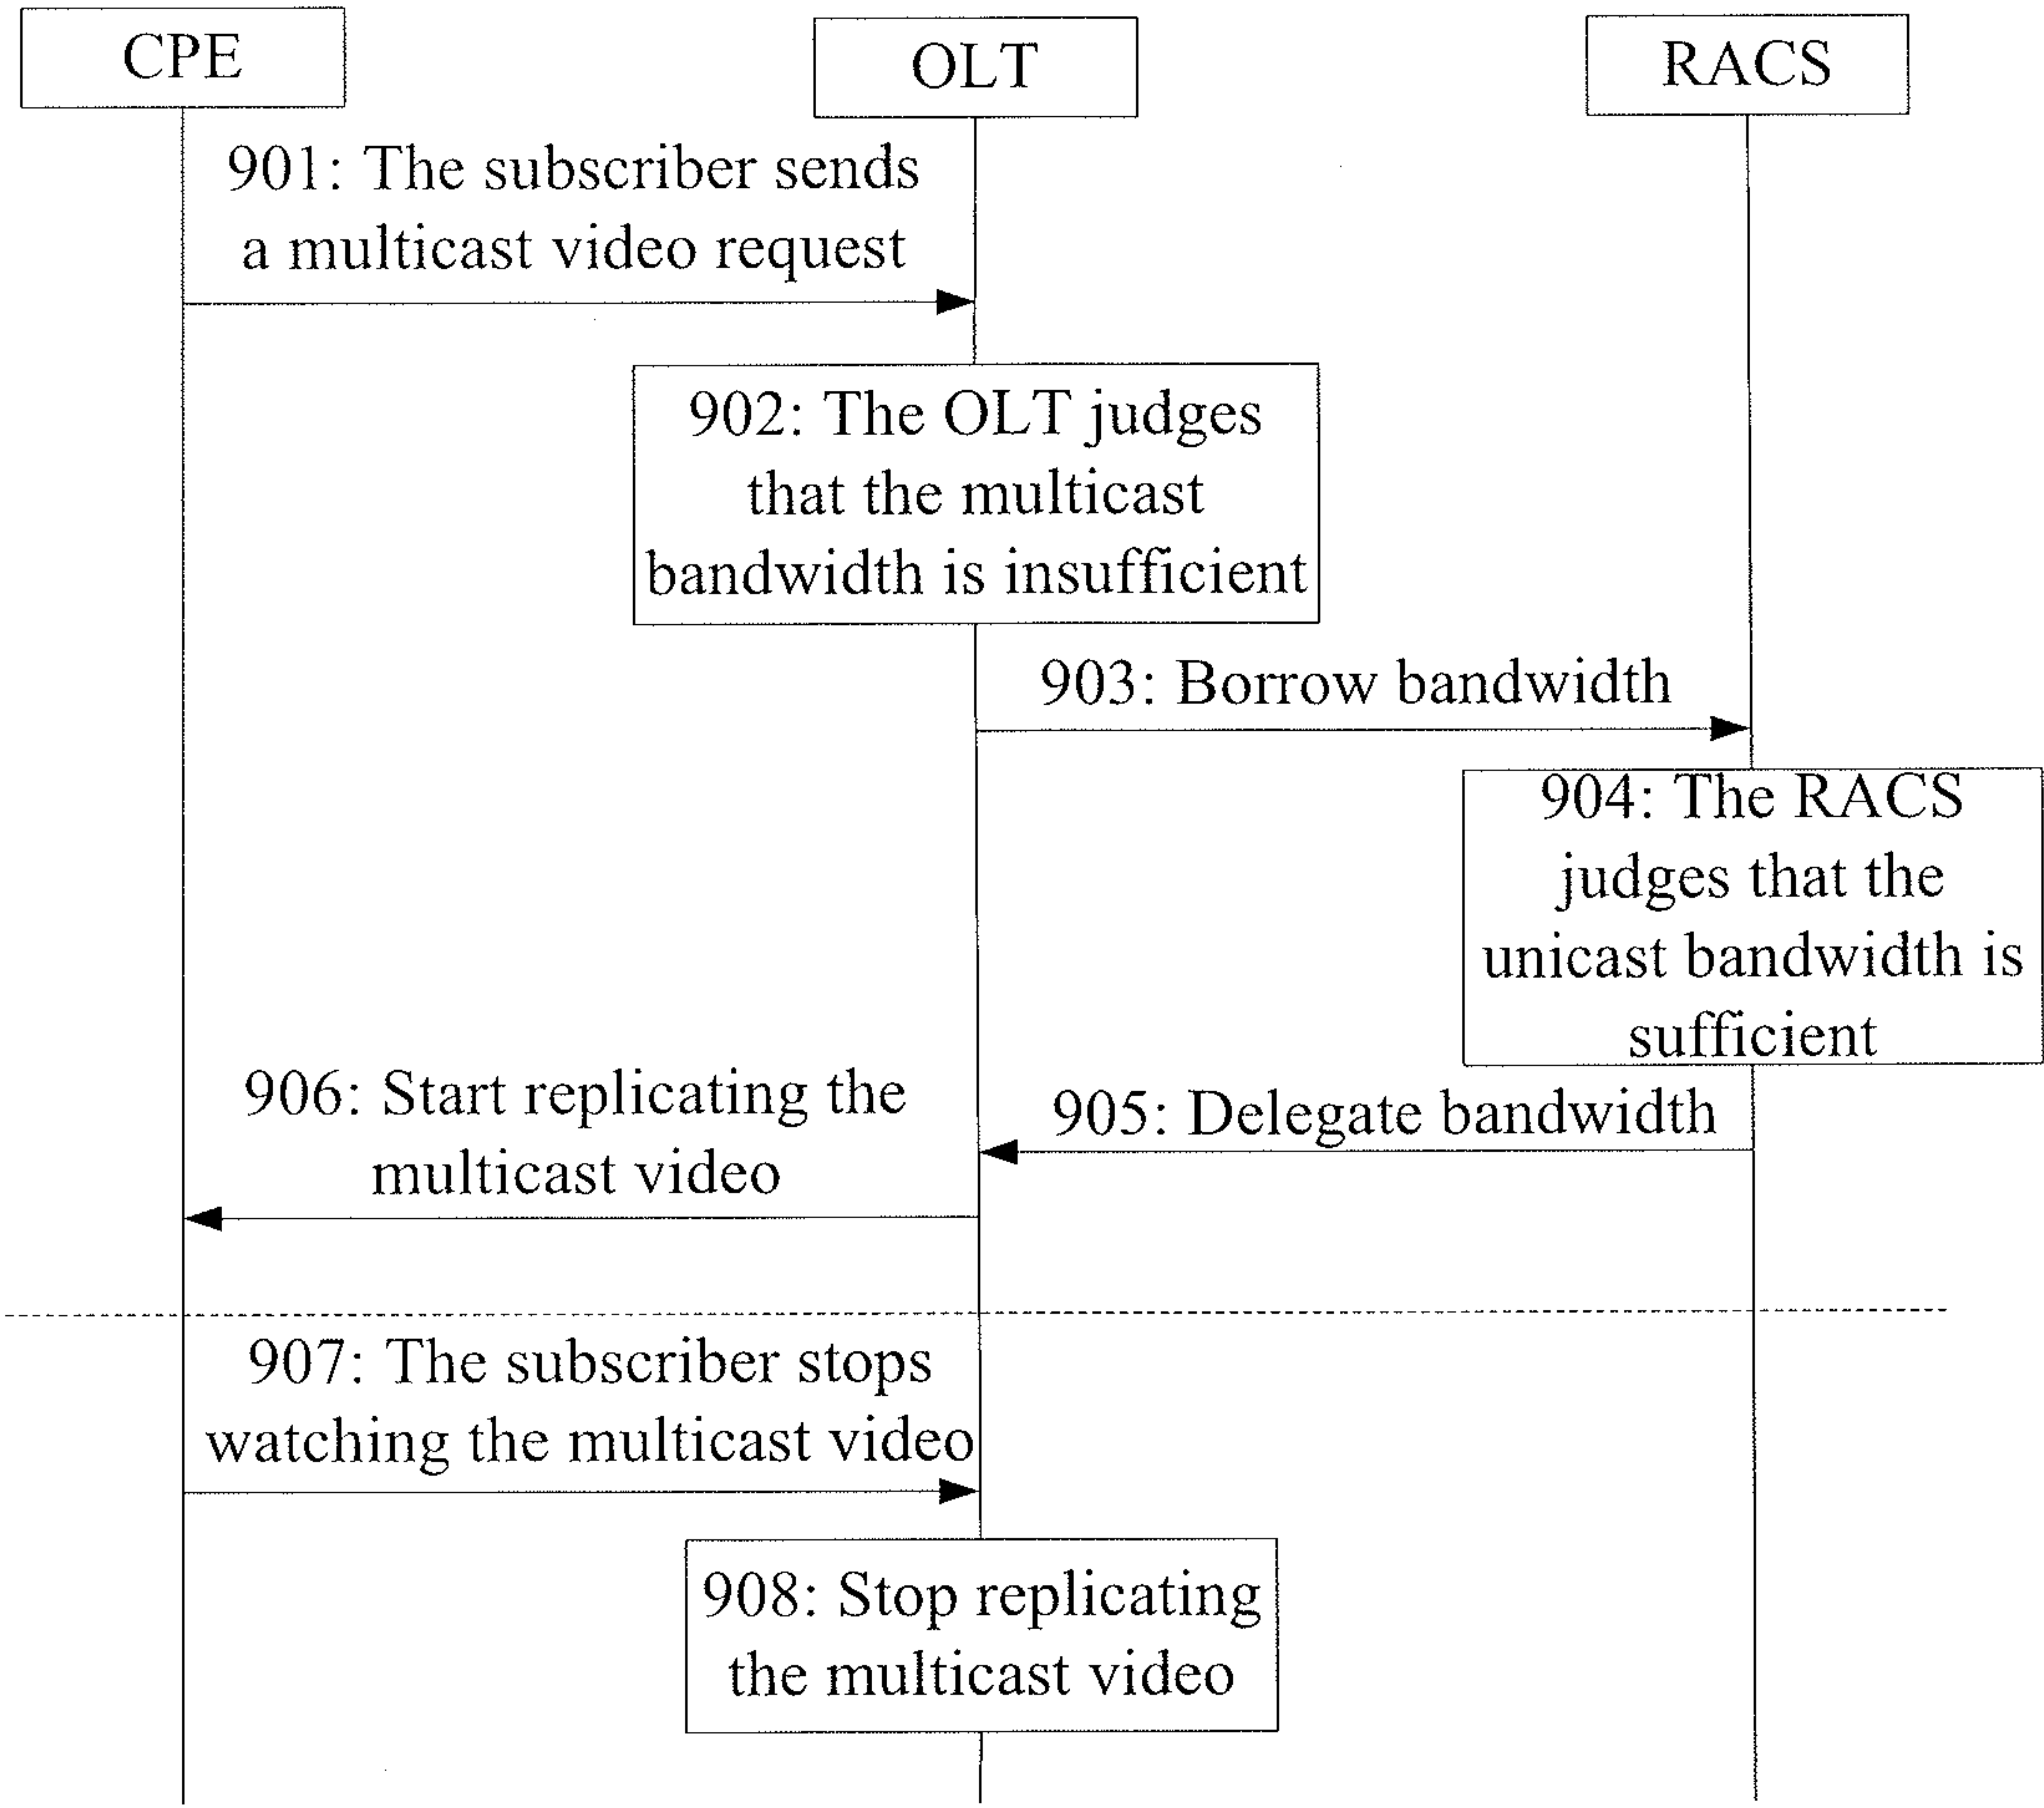 CPE
OLT
RACS
901: The subscriber sends
a multicast video request
902: The OLT judges
that the multicast
bandwidth is insufficient
903: Borrow bandwidth
904: The RACS
judges that the
unicast bandwidth is
sufficient
905: Delegate bandwidth
906: Start replicating the
multicast video
907: The subscriber stops
watching the multicast video
908: Stop replicating
the multicast video